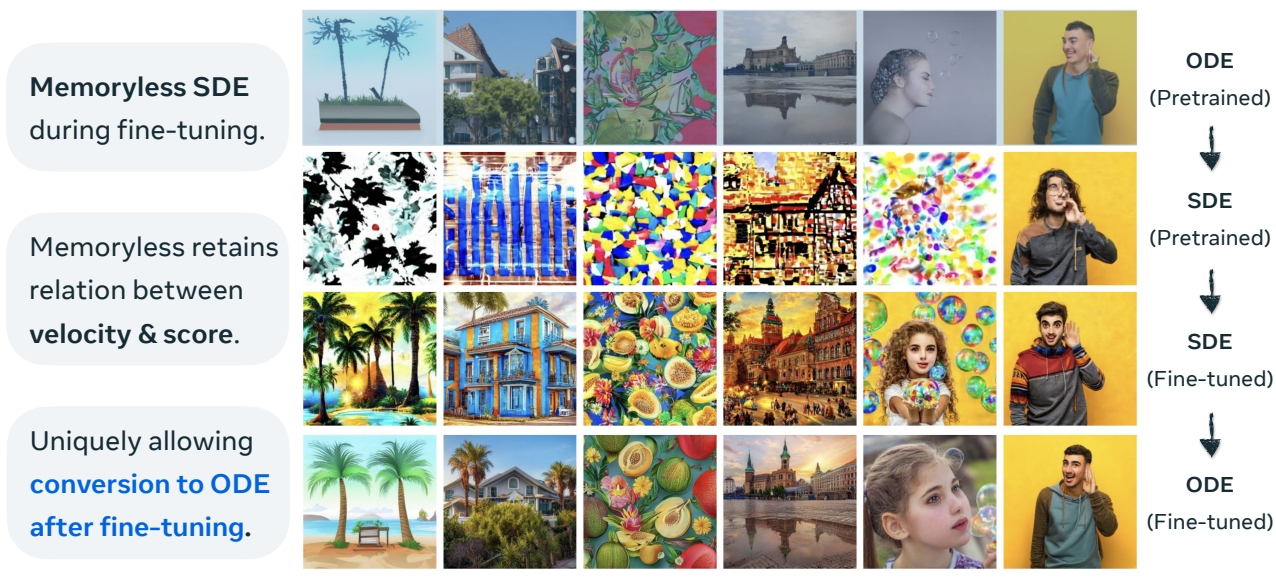 Memoryless SDE
during fine-tuning.
Memoryless retains
relation between
velocity & score.
Uniquely allowing
conversion to ODE
after fine-tuning.
ODE
(Pretrained)
SDE
(Pretrained)
SDE
(Fine-tuned)
ODE
(Fine-tuned)